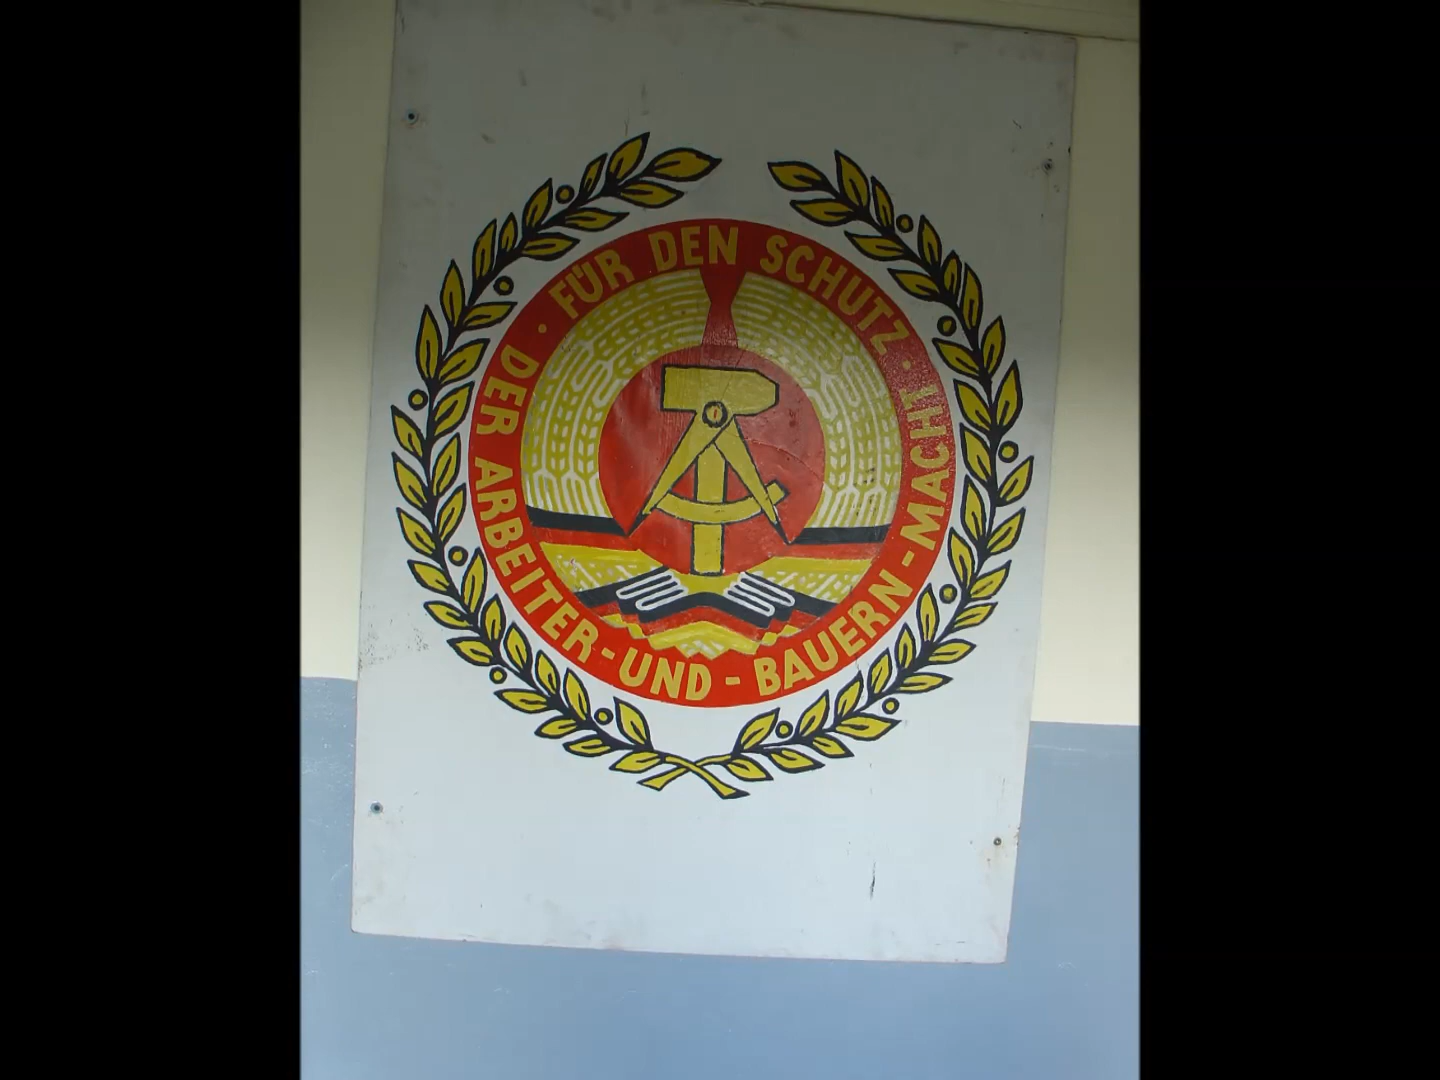 · FÜR DEN SCHUTZ ·
DER ARBEITER-UND-BAUERN-MACHT